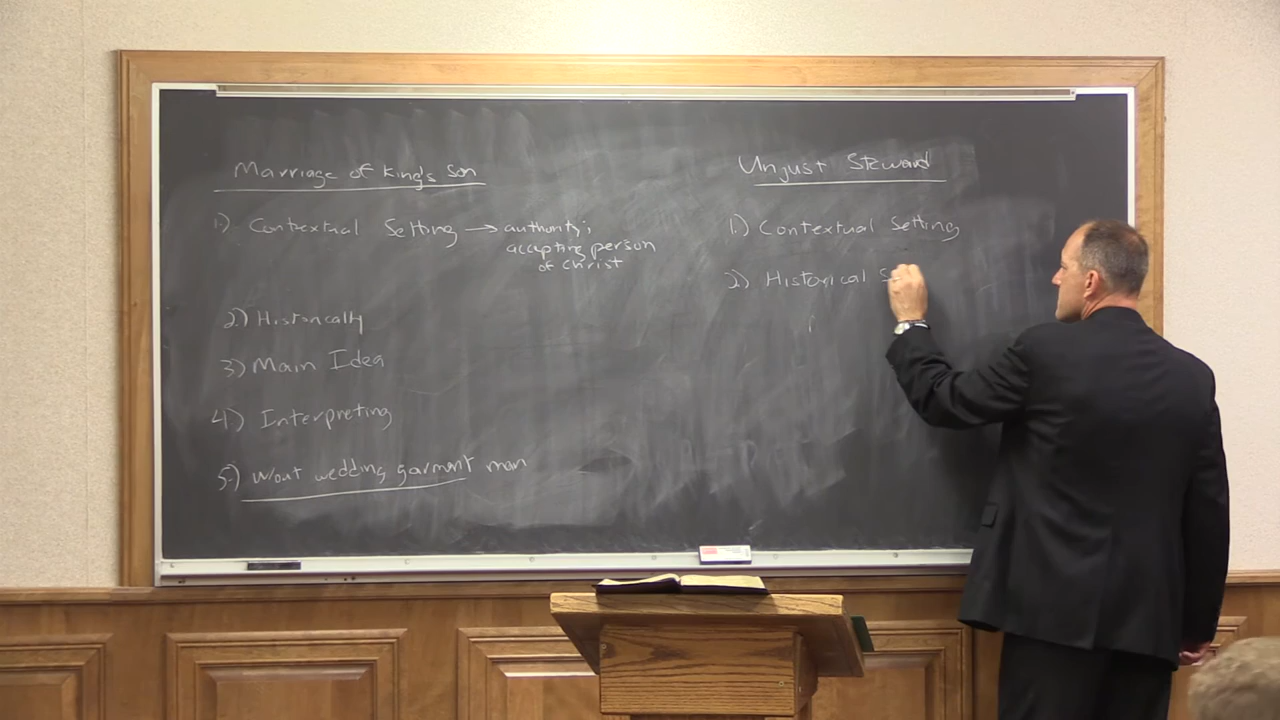 Marriage of King's Son
1.) Contextual Setting → authority;
accepting person
of Christ
2.) Historically
3) Main Idea
4) Interpreting
5.) w/out wedding garment man
Unjust Steward
1.) Contextual Setting
2) Historical S